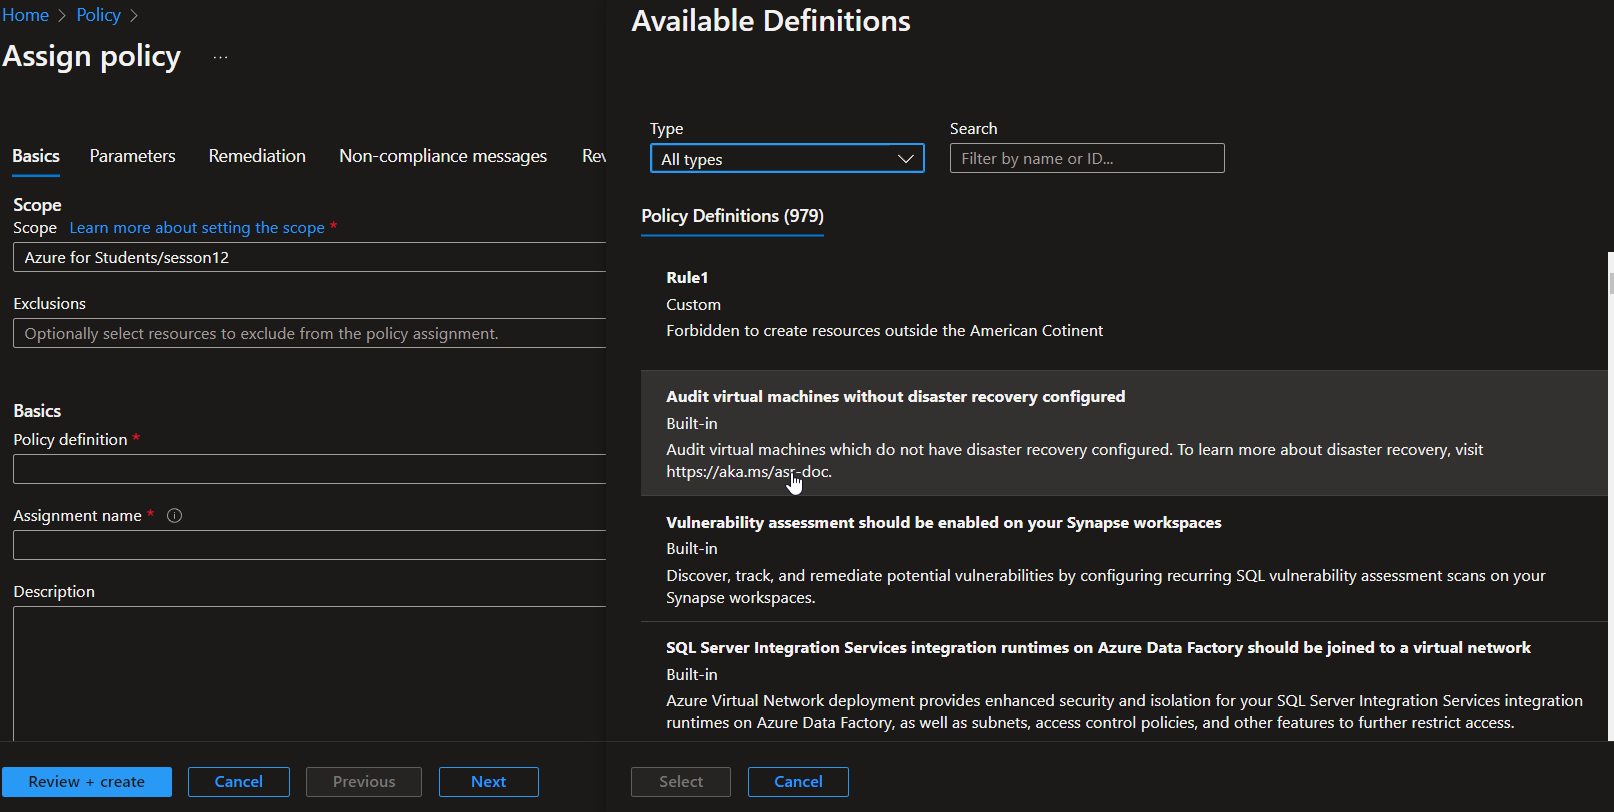 Home > Policy >
Assign policy ...
Basics Parameters Remediation Non-compliance messages Rev
Scope
Scope Learn more about setting the scope *
Azure for Students/sesson12
Exclusions
Optionally select resources to exclude from the policy assignment.
Basics
Policy definition *
Assignment name *
Description
Review + create Cancel Previous Next
Available Definitions
Type Search
All types Filter by name or ID...
Policy Definitions (979)
Rule1
Custom
Forbidden to create resources outside the American Cotinent
Audit virtual machines without disaster recovery configured
Built-in
Audit virtual machines which do not have disaster recovery configured. To learn more about disaster recovery, visit
https://aka.ms/asr-doc.
Vulnerability assessment should be enabled on your Synapse workspaces
Built-in
Discover, track, and remediate potential vulnerabilities by configuring recurring SQL vulnerability assessment scans on your
Synapse workspaces.
SQL Server Integration Services integration runtimes on Azure Data Factory should be joined to a virtual network
Built-in
Azure Virtual Network deployment provides enhanced security and isolation for your SQL Server Integration Services integration
runtimes on Azure Data Factory, as well as subnets, access control policies, and other features to further restrict access.
Select Cancel